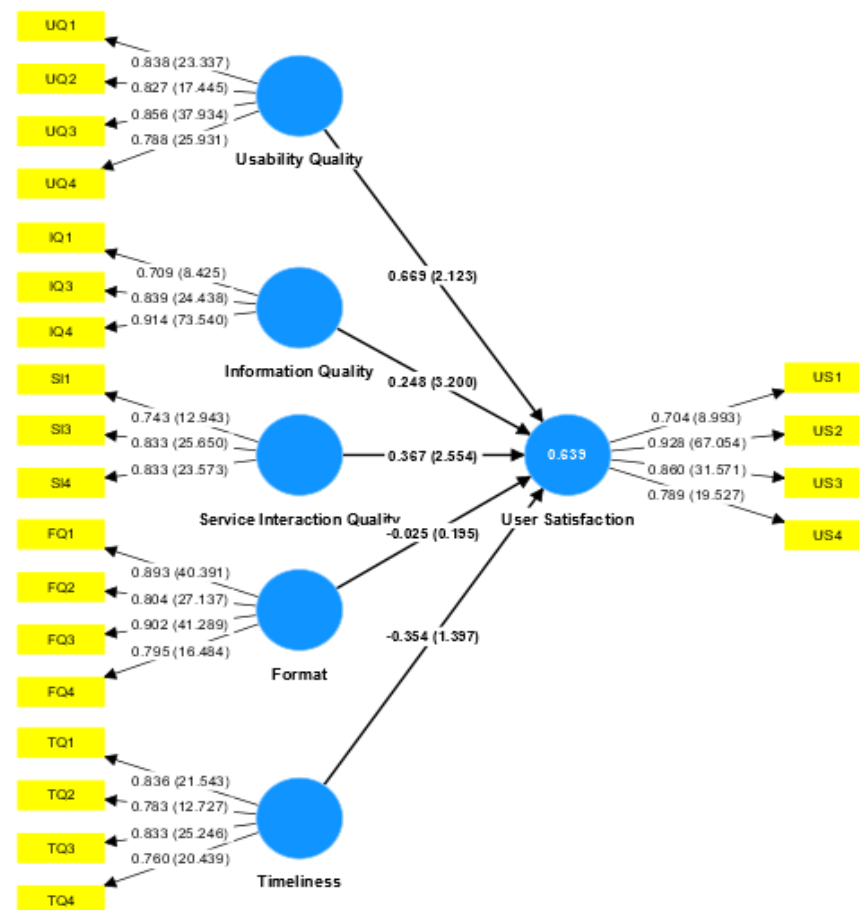 UQ1
0.838 (23.337)
UQ2
0.827 (17.445)
0.856 (37.934)
UQ3
0.788 (25.931)
UQ4
Usability Quality
IQ1
0.709 (8.425)
IQ3
0.839 (24.438)
0.914 (73.540)
IQ4
Information Quality
SI1
0.743 (12.943)
SI3
0.833 (25.650)
0.833 (23.573)
SI4
Service Interaction Quality
FQ1
0.893 (40.391)
FQ2
0.804 (27.137)
0.902 (41.289)
FQ3
0.795 (16.484)
FQ4
Format
TQ1
0.836 (21.543)
TQ2
0.783 (12.727)
0.833 (25.246)
TQ3
0.760 (20.439)
TQ4
Timeliness
0.669 (2.123)
0.248 (3.200)
0.367 (2.554)
-0.025 (0.195)
-0.354 (1.397)
0.639
User Satisfaction
US1
0.704 (8.993)
US2
0.928 (67.054)
0.860 (31.571)
US3
0.789 (19.527)
US4